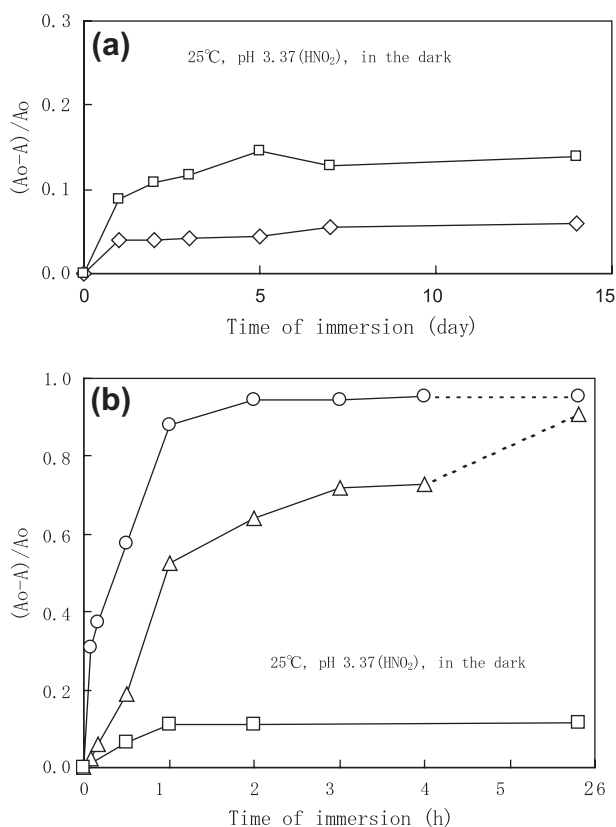 (a)
25℃, pH 3.37(HNO₂), in the dark
(Ao-A)/Ao
0.3
0.2
0.1
0.0
0 5 10 15
Time of immersion (day)
(b)
1.0
0.8
0.6
0.4
0.2
0.0
(Ao-A)/Ao
25℃, pH 3.37(HNO₂), in the dark
0 1 2 3 4 5 26
Time of immersion (h)